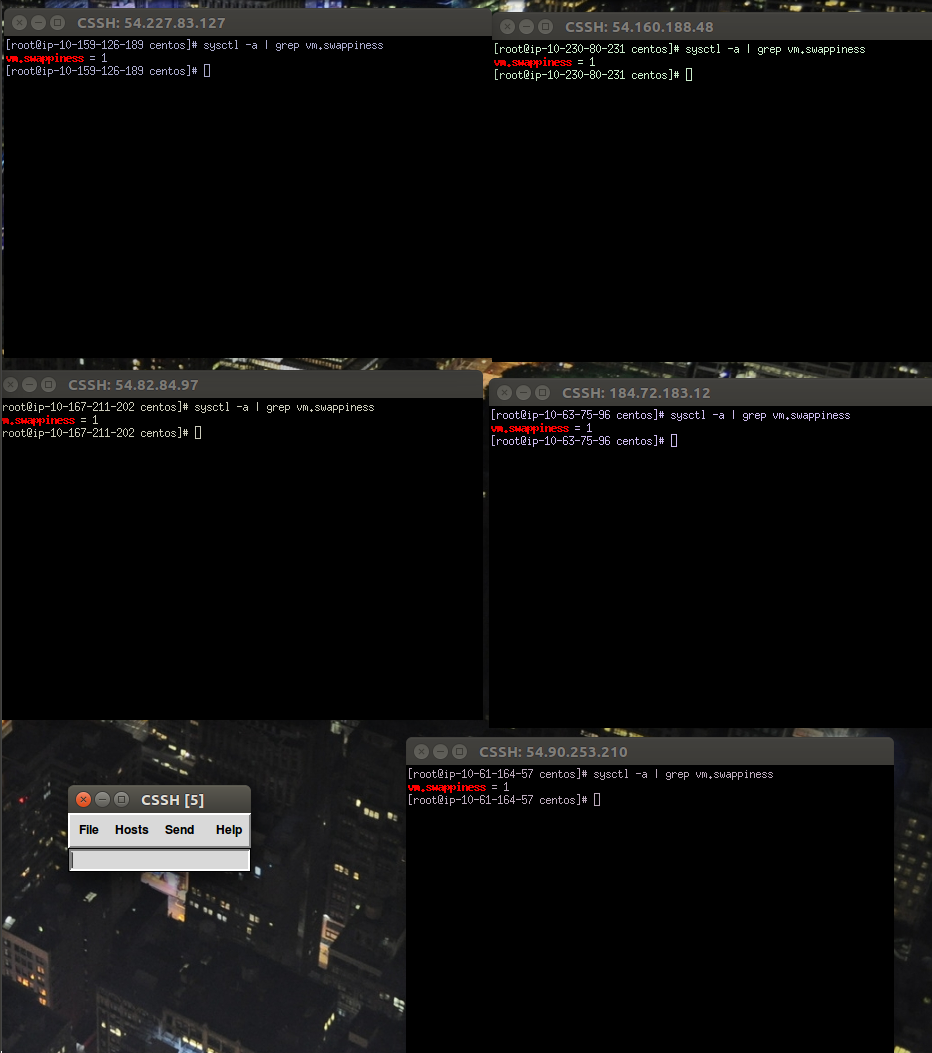 CSSH: 54.227.83.127
[root@ip-10-159-126-189 centos]# sysctl -a | grep vm.swappiness
vm.swappiness = 1
[root@ip-10-159-126-189 centos]#
CSSH: 54.160.188.48
[root@ip-10-230-80-231 centos]# sysctl -a | grep vm.swappiness
vm.swappiness = 1
[root@ip-10-230-80-231 centos]#
CSSH: 54.82.84.97
root@ip-10-167-211-202 centos]# sysctl -a | grep vm.swappiness
m.swappiness = 1
root@ip-10-167-211-202 centos]#
CSSH: 184.72.183.12
[root@ip-10-63-75-96 centos]# sysctl -a | grep vm.swappiness
vm.swappiness = 1
[root@ip-10-63-75-96 centos]#
CSSH: 54.90.253.210
[root@ip-10-61-164-57 centos]# sysctl -a | grep vm.swappiness
vm.swappiness = 1
[root@ip-10-61-164-57 centos]#
CSSH [5]
File Hosts Send Help